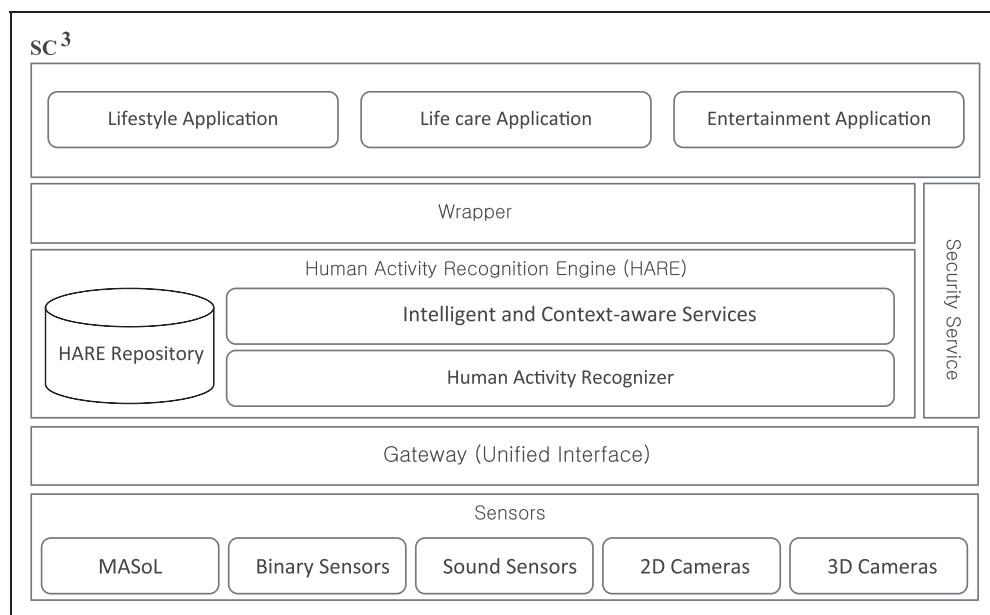 SC³
Lifestyle Application
Life care Application
Entertainment Application
Wrapper
Security Service
Human Activity Recognition Engine (HARE)
HARE Repository
Intelligent and Context-aware Services
Human Activity Recognizer
Gateway (Unified Interface)
Sensors
MASoL
Binary Sensors
Sound Sensors
2D Cameras
3D Cameras